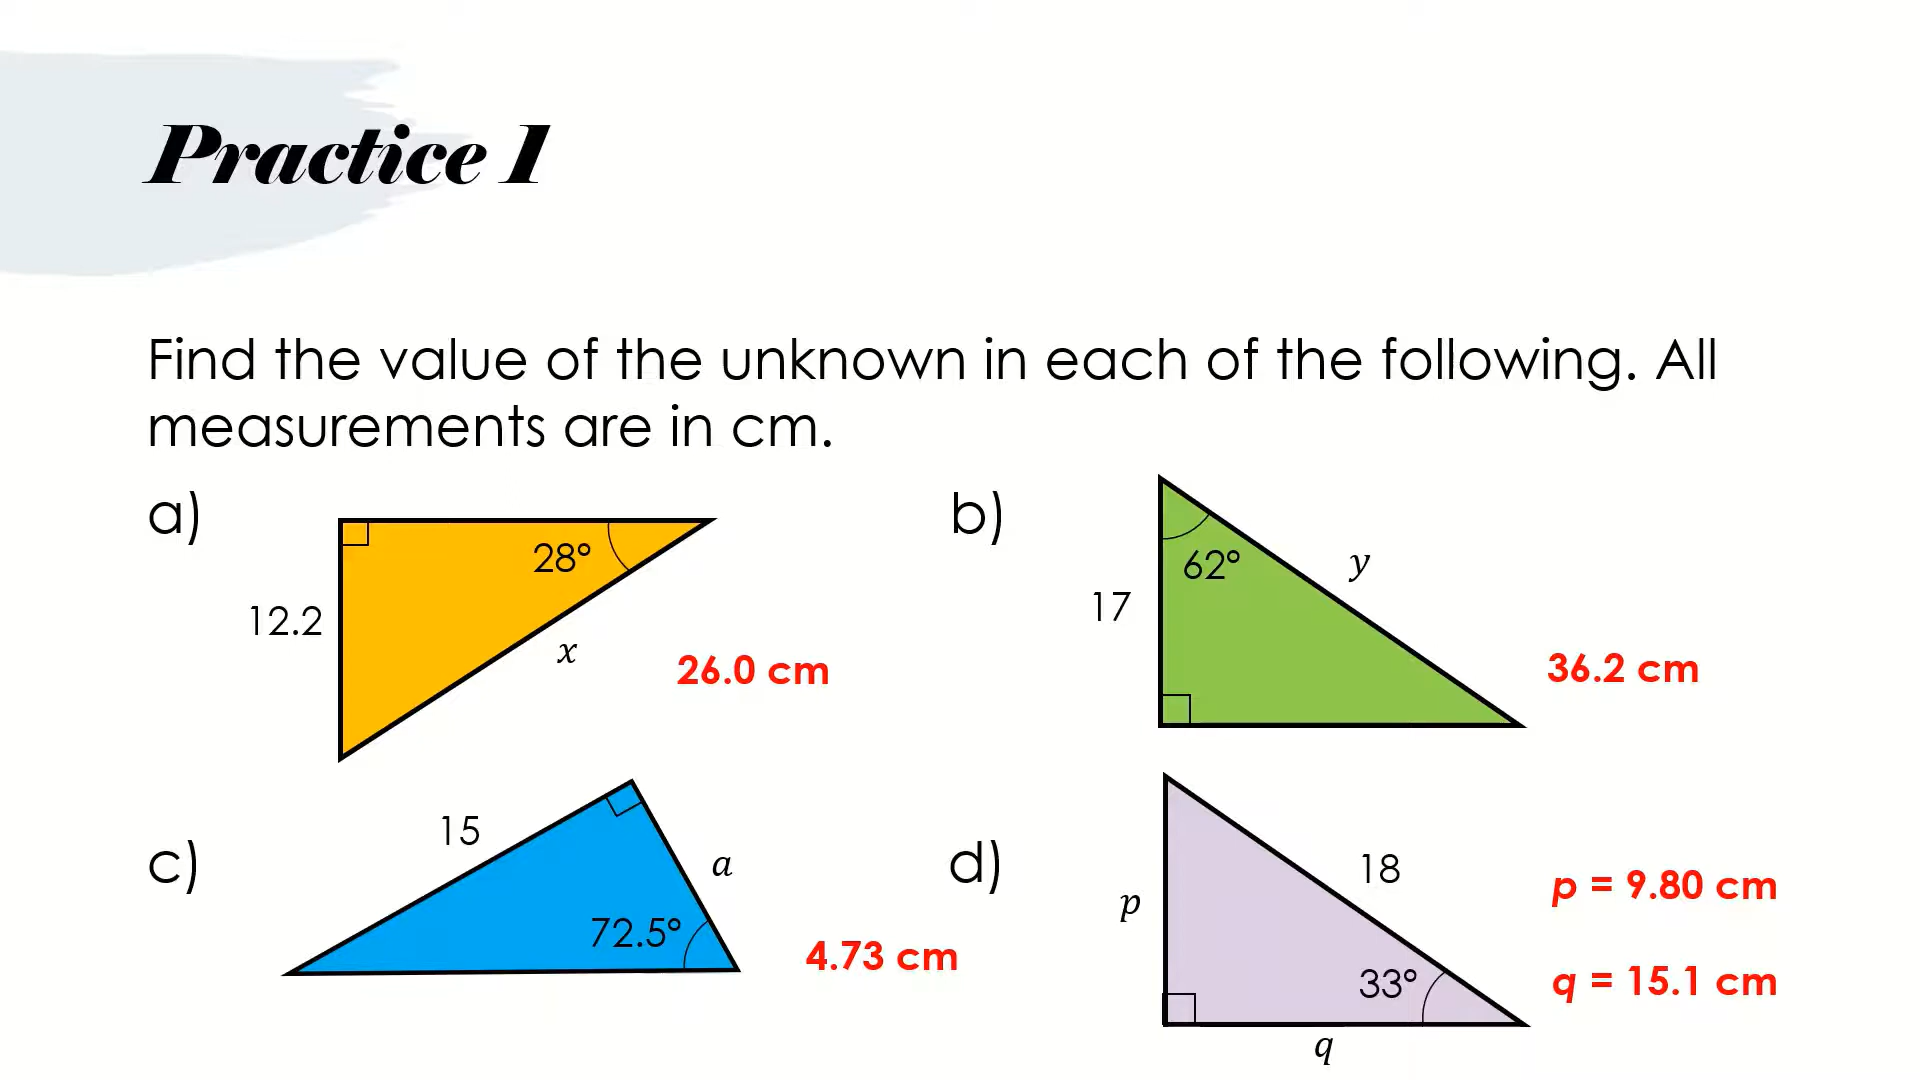 Practice 1
Find the value of the unknown in each of the following. All
measurements are in cm.
a)
28°
12.2
x
26.0 cm
b)
62°
y
17
36.2 cm
c)
15
a
72.5°
4.73 cm
d)
18
p
33°
q
p = 9.80 cm
q = 15.1 cm